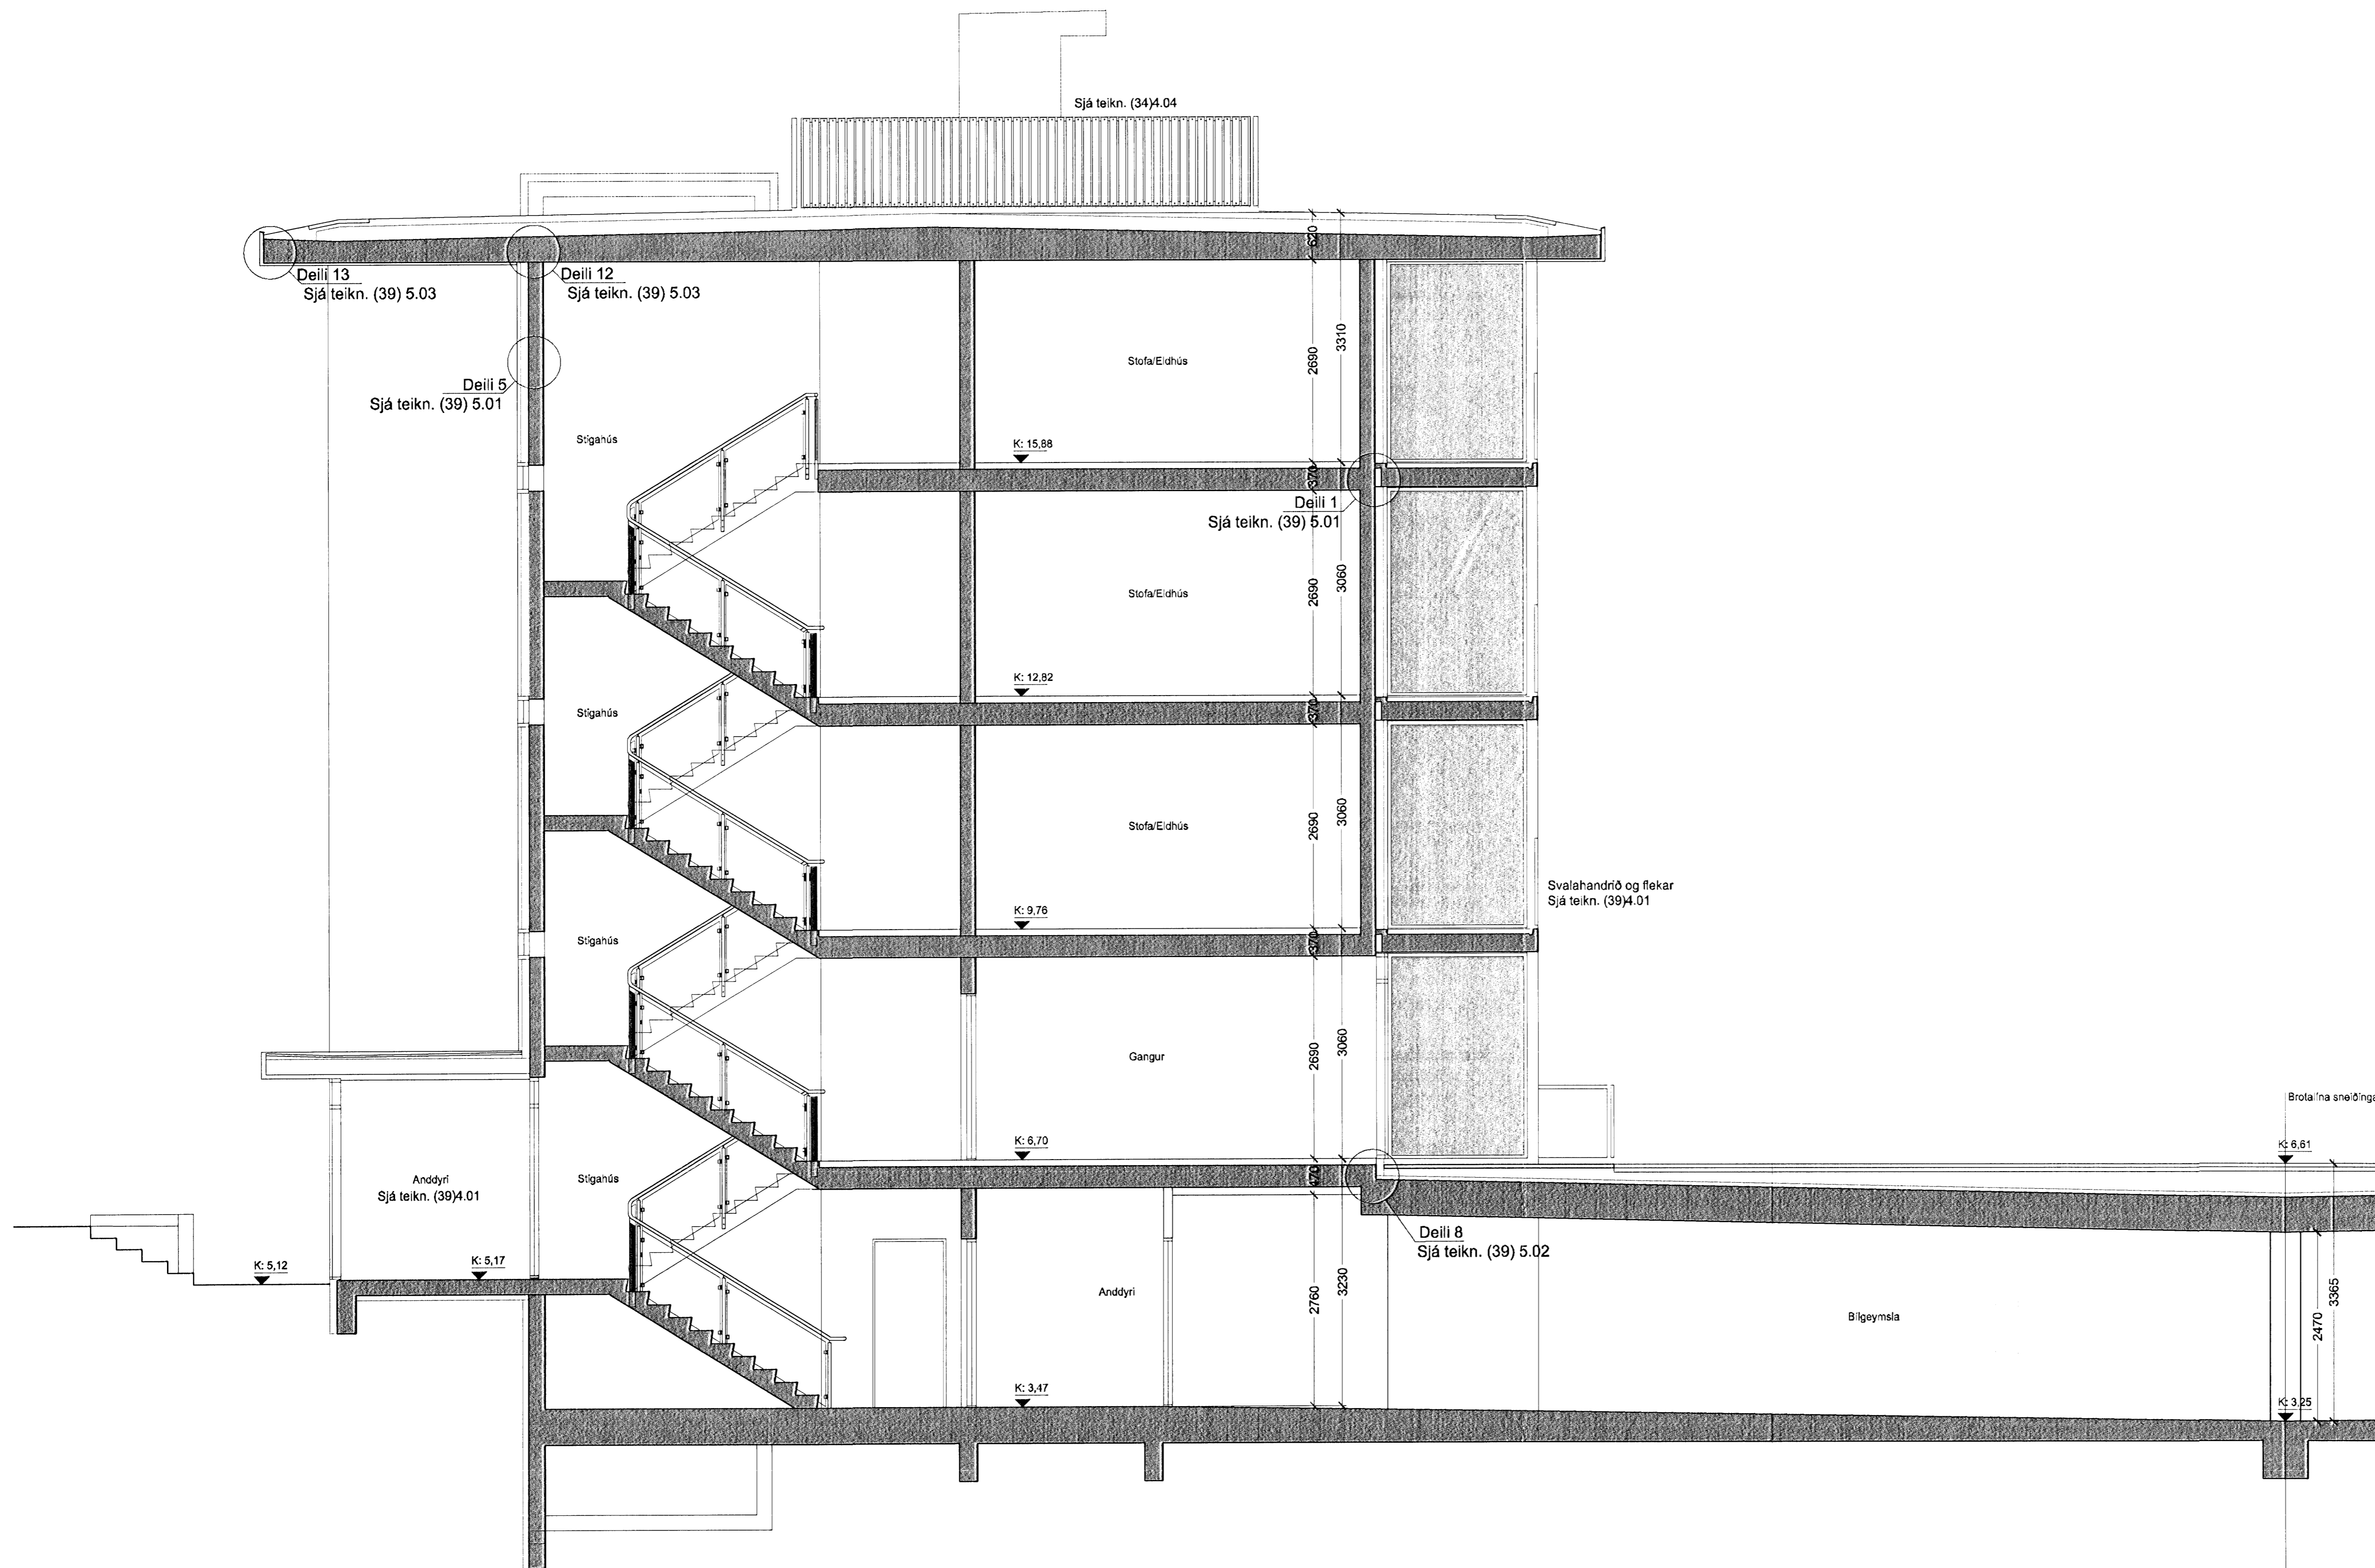 Sjá teikn. (34)4.04
620
Deili 13
Sjá teikn. (39) 5.03
Deili 12
Sjá teikn. (39) 5.03
3310
2690
Stofa/Eldhús
Deili 5
Sjá teikn. (39) 5.01
Stigahús
K: 15,88
370
Deili 1
Sjá teikn. (39) 5.01
2690
3060
Stofa/Eldhús
K: 12,82
370
Stigahús
2690
3060
Stofa/Eldhús
Svalahandrið og flekar
Sjá teikn. (39)4.01
K: 9,76
370
Stigahús
2690
3060
Gangur
Brotalína sneiðinga
K: 6,70
K: 6,61
470
Anddyri
Sjá teikn. (39)4.01
Stigahús
Deili 8
Sjá teikn. (39) 5.02
K: 5,12
K: 5,17
2760
3230
Anddyri
Bílgeymsla
2470
3365
K: 3,47
K: 3,25